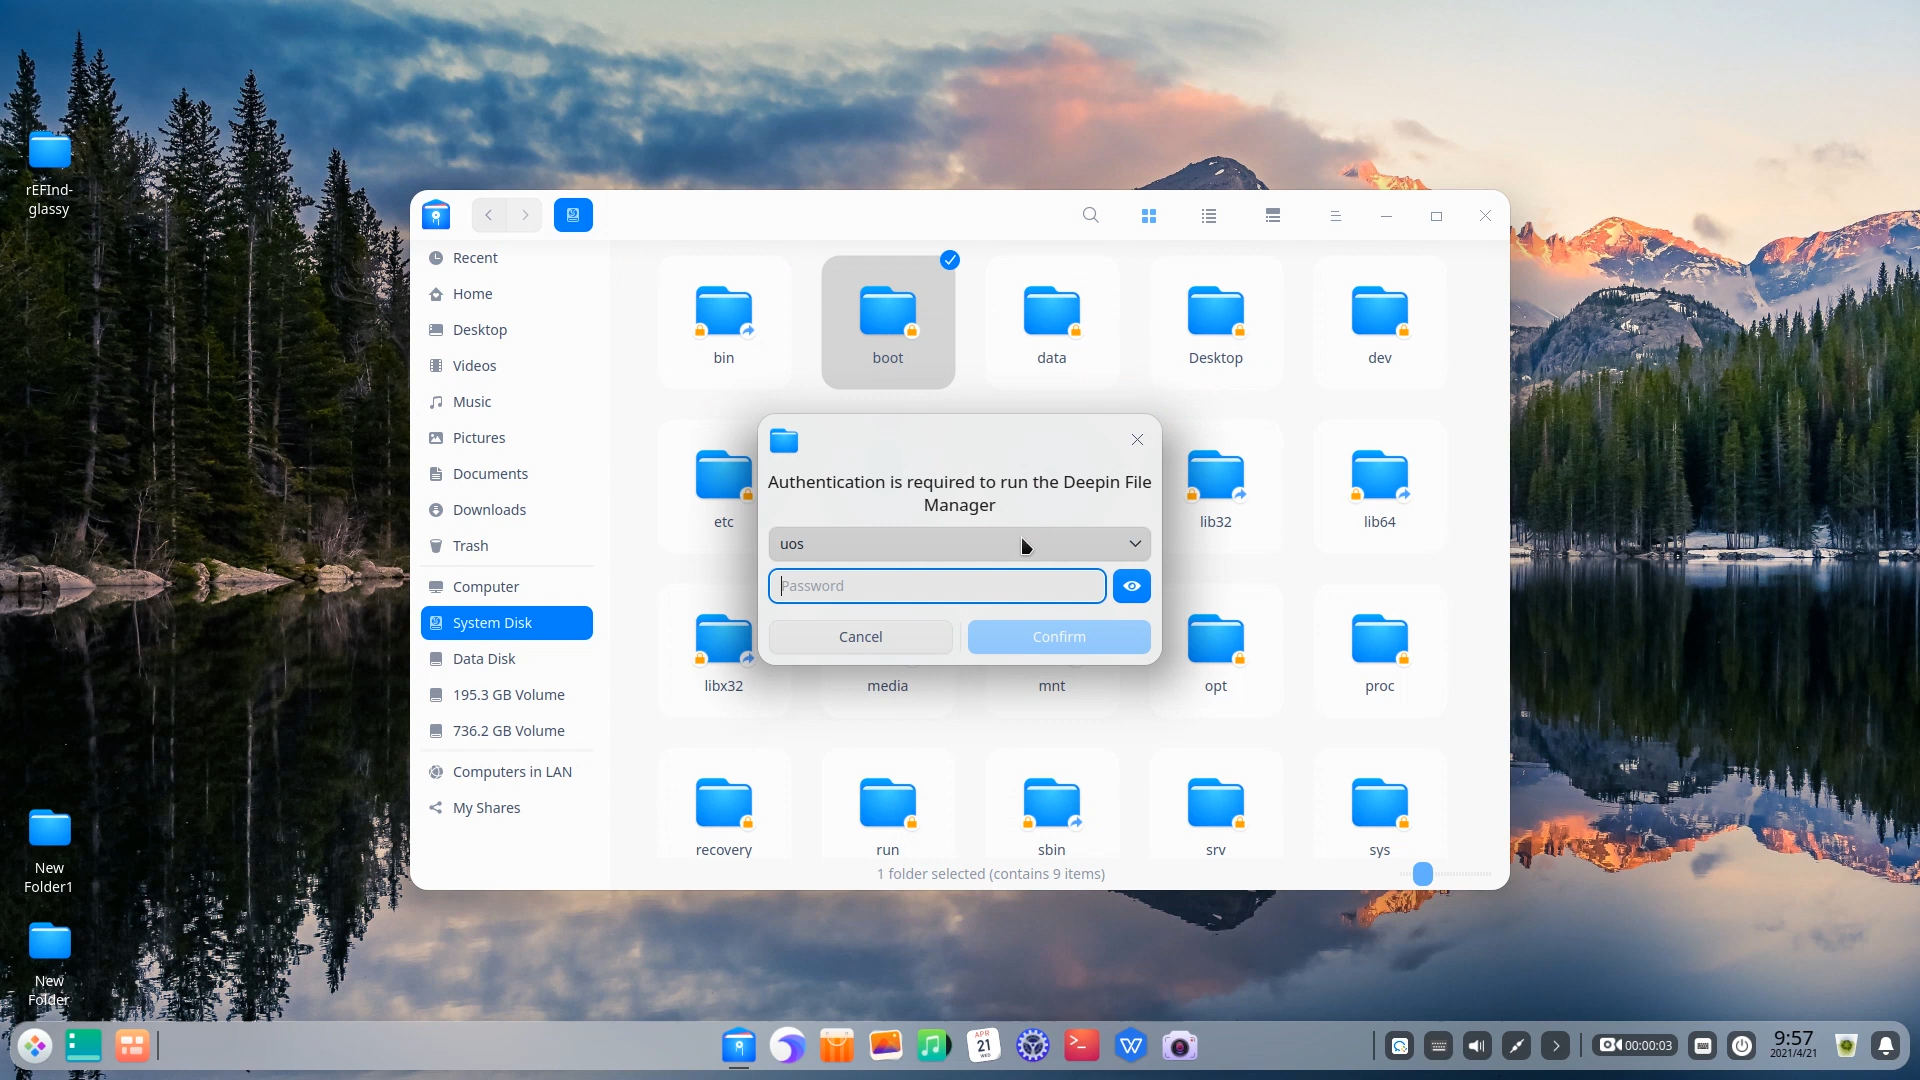 rEFInd-
glassy
New
Folder1
New
Folder
Recent
Home
Desktop
Videos
Music
Pictures
Documents
Downloads
Trash
Computer
System Disk
Data Disk
195.3 GB Volume
736.2 GB Volume
Computers in LAN
My Shares
bin
boot
data
Desktop
dev
etc
lib32
lib64
libx32
media
mnt
opt
proc
recovery
run
sbin
srv
sys
Authentication is required to run the Deepin File
Manager
uos
Password
Cancel
Confirm
1 folder selected (contains 9 items)
APR
21
WED
00:00:03
9:57
2021/4/21